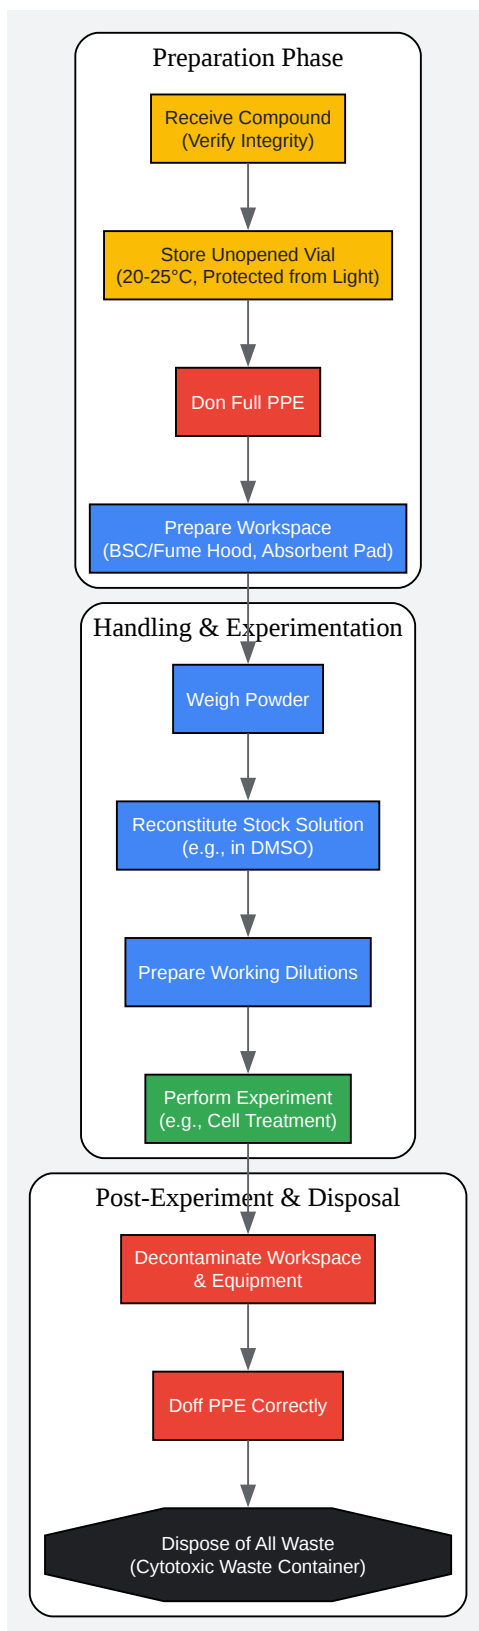 Preparation Phase
Receive Compound
(Verify Integrity)
Store Unopened Vial
(20-25°C, Protected from Light)
Don Full PPE
Prepare Workspace
(BSC/Fume Hood, Absorbent Pad)
Handling & Experimentation
Weigh Powder
Reconstitute Stock Solution
(e.g., in DMSO)
Prepare Working Dilutions
Perform Experiment
(e.g., Cell Treatment)
Post-Experiment & Disposal
Decontaminate Workspace
& Equipment
Doff PPE Correctly
Dispose of All Waste
(Cytotoxic Waste Container)